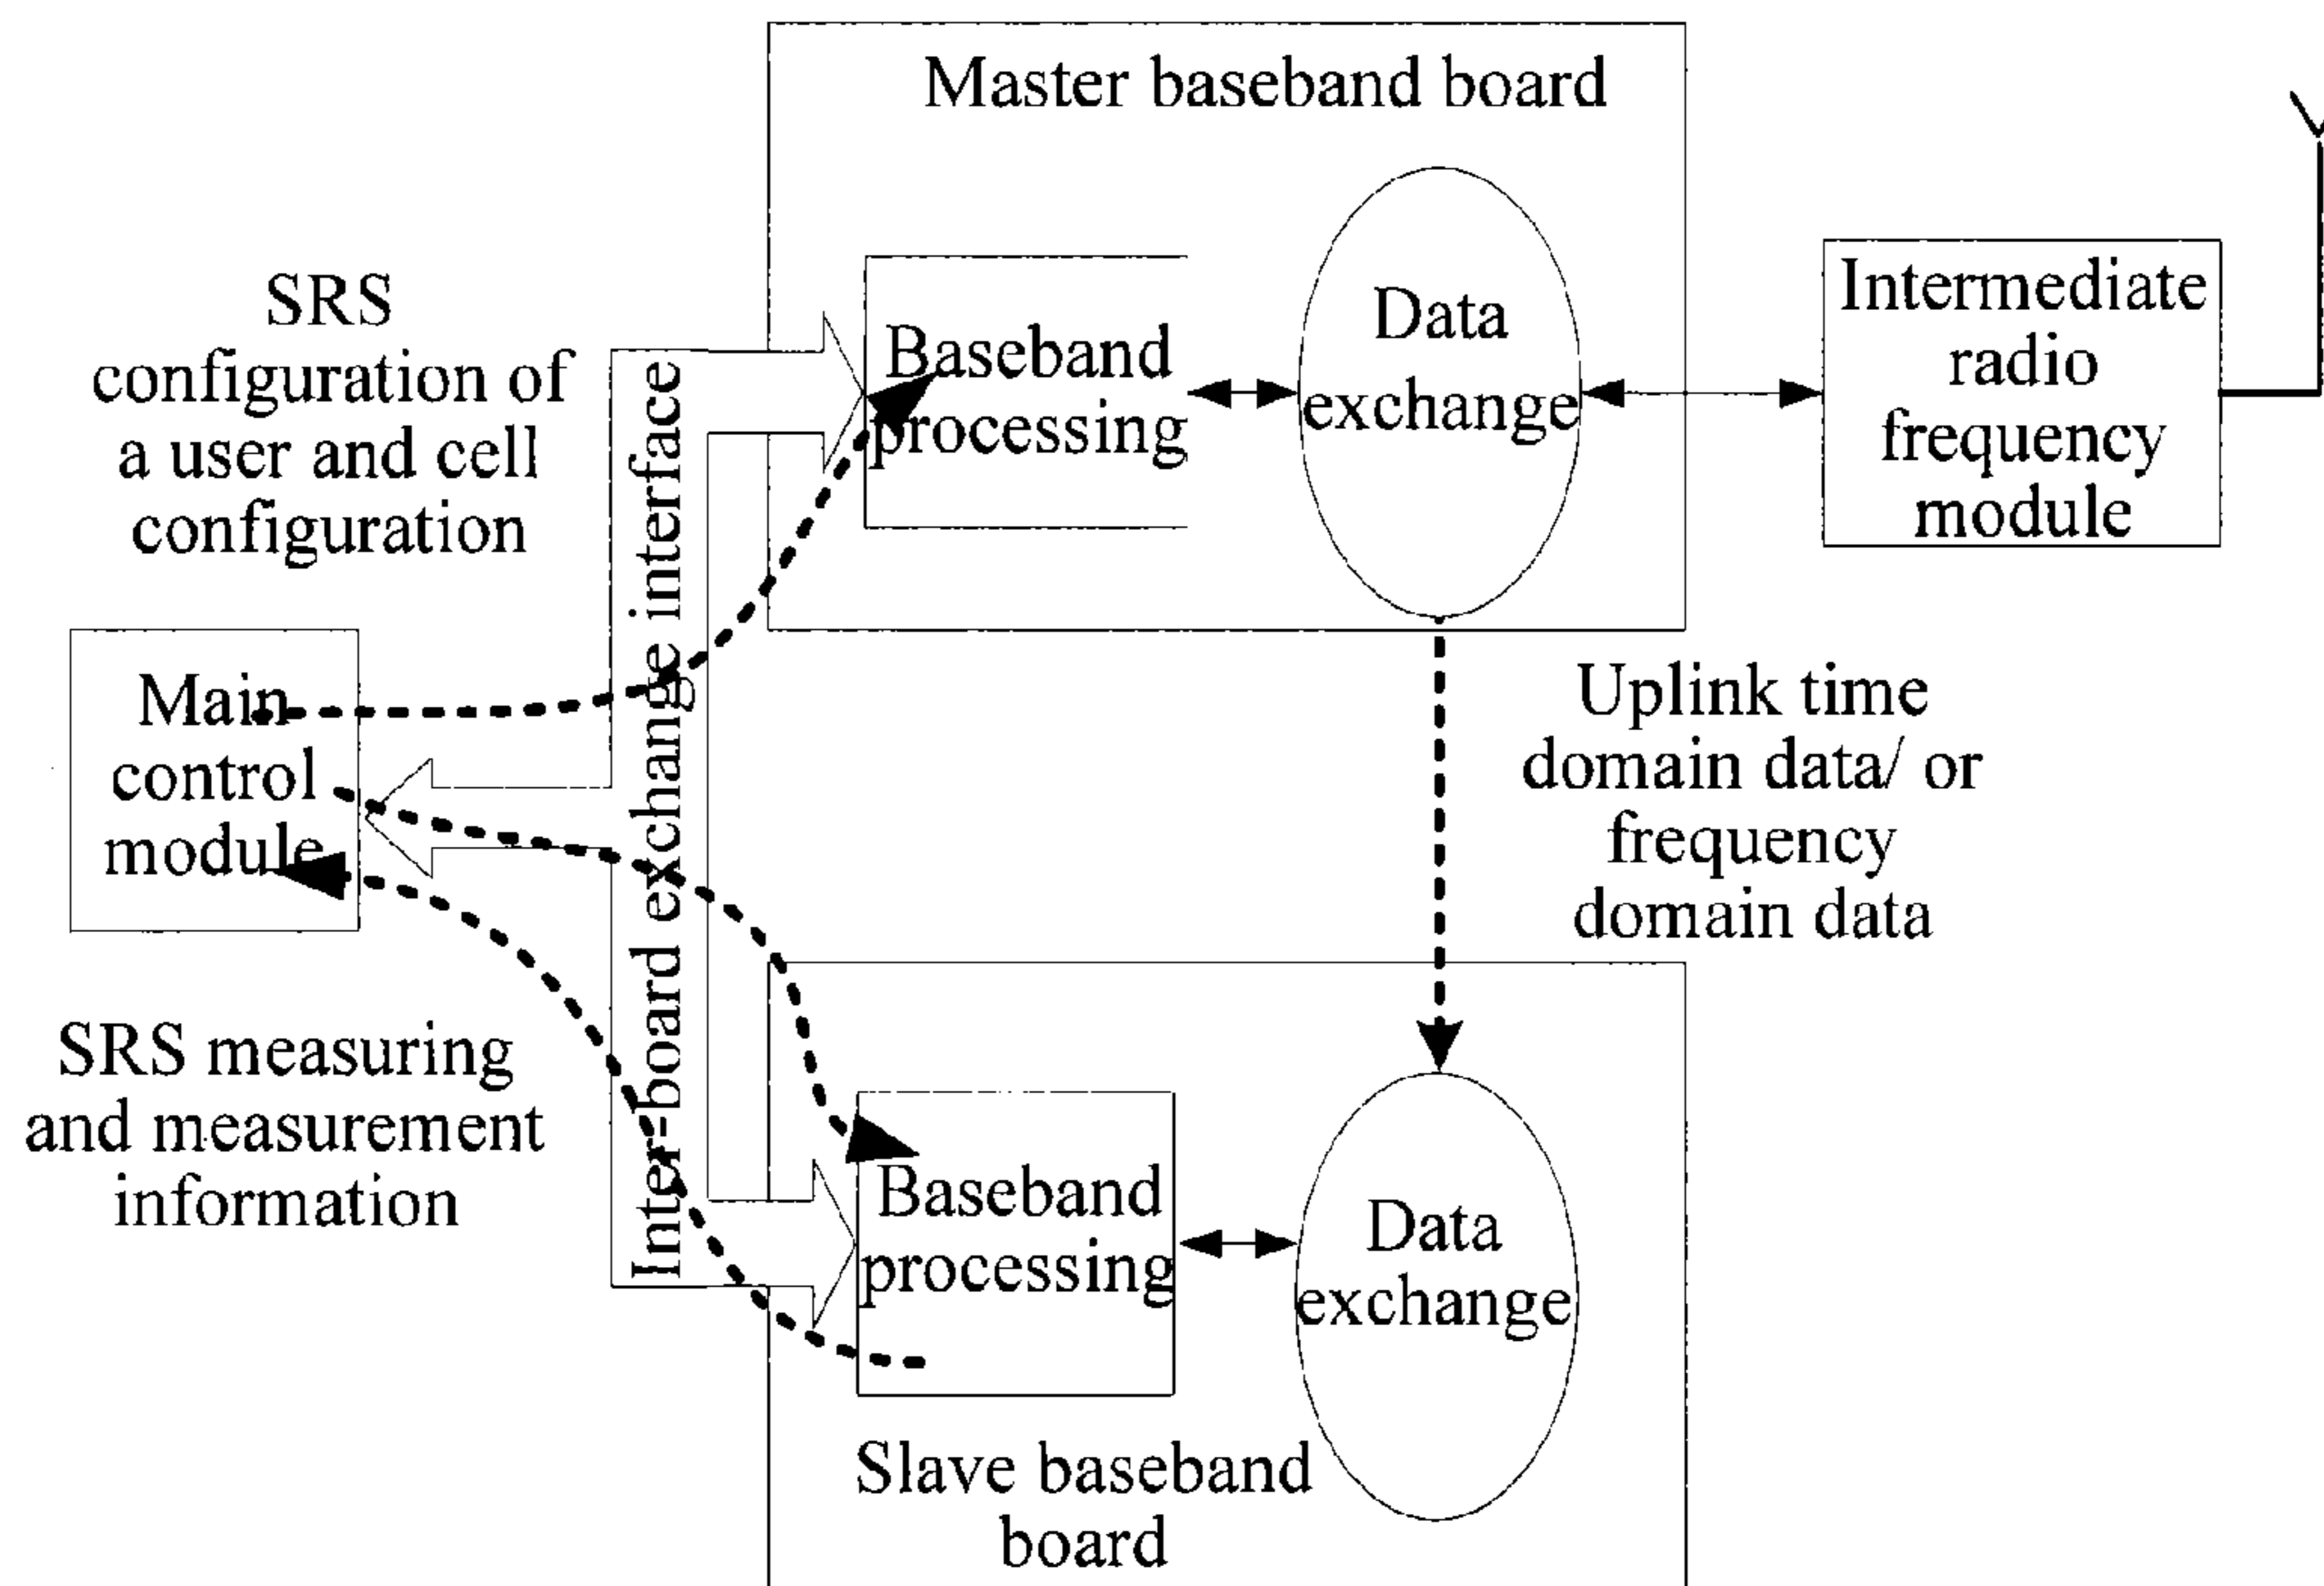 Master baseband board
SRS
configuration of
a user and cell
configuration
Baseband
processing
Data
exchange
Intermediate
radio
frequency
module
Inter-board exchange interface
Main
control
module
Uplink time
domain data/ or
frequency
domain data
SRS measuring
and measurement
information
Baseband
processing
Data
exchange
Slave baseband
board